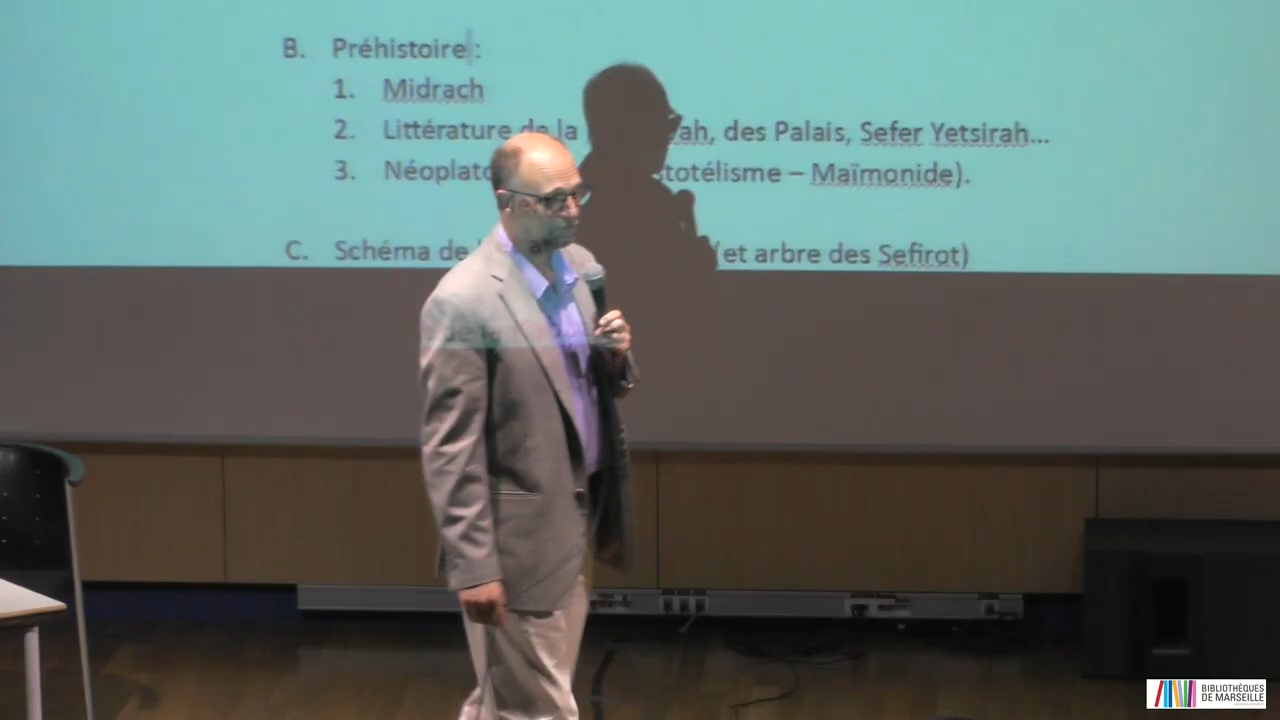 B. Préhistoire :
1. Midrach
2. Littérature de la ah, des Palais, Sefer Yetsirah...
3. Néoplato totélisme – Maïmonide).
C. Schéma de (et arbre des Sefirot)
BIBLIOTHÈQUES
DE MARSEILLE